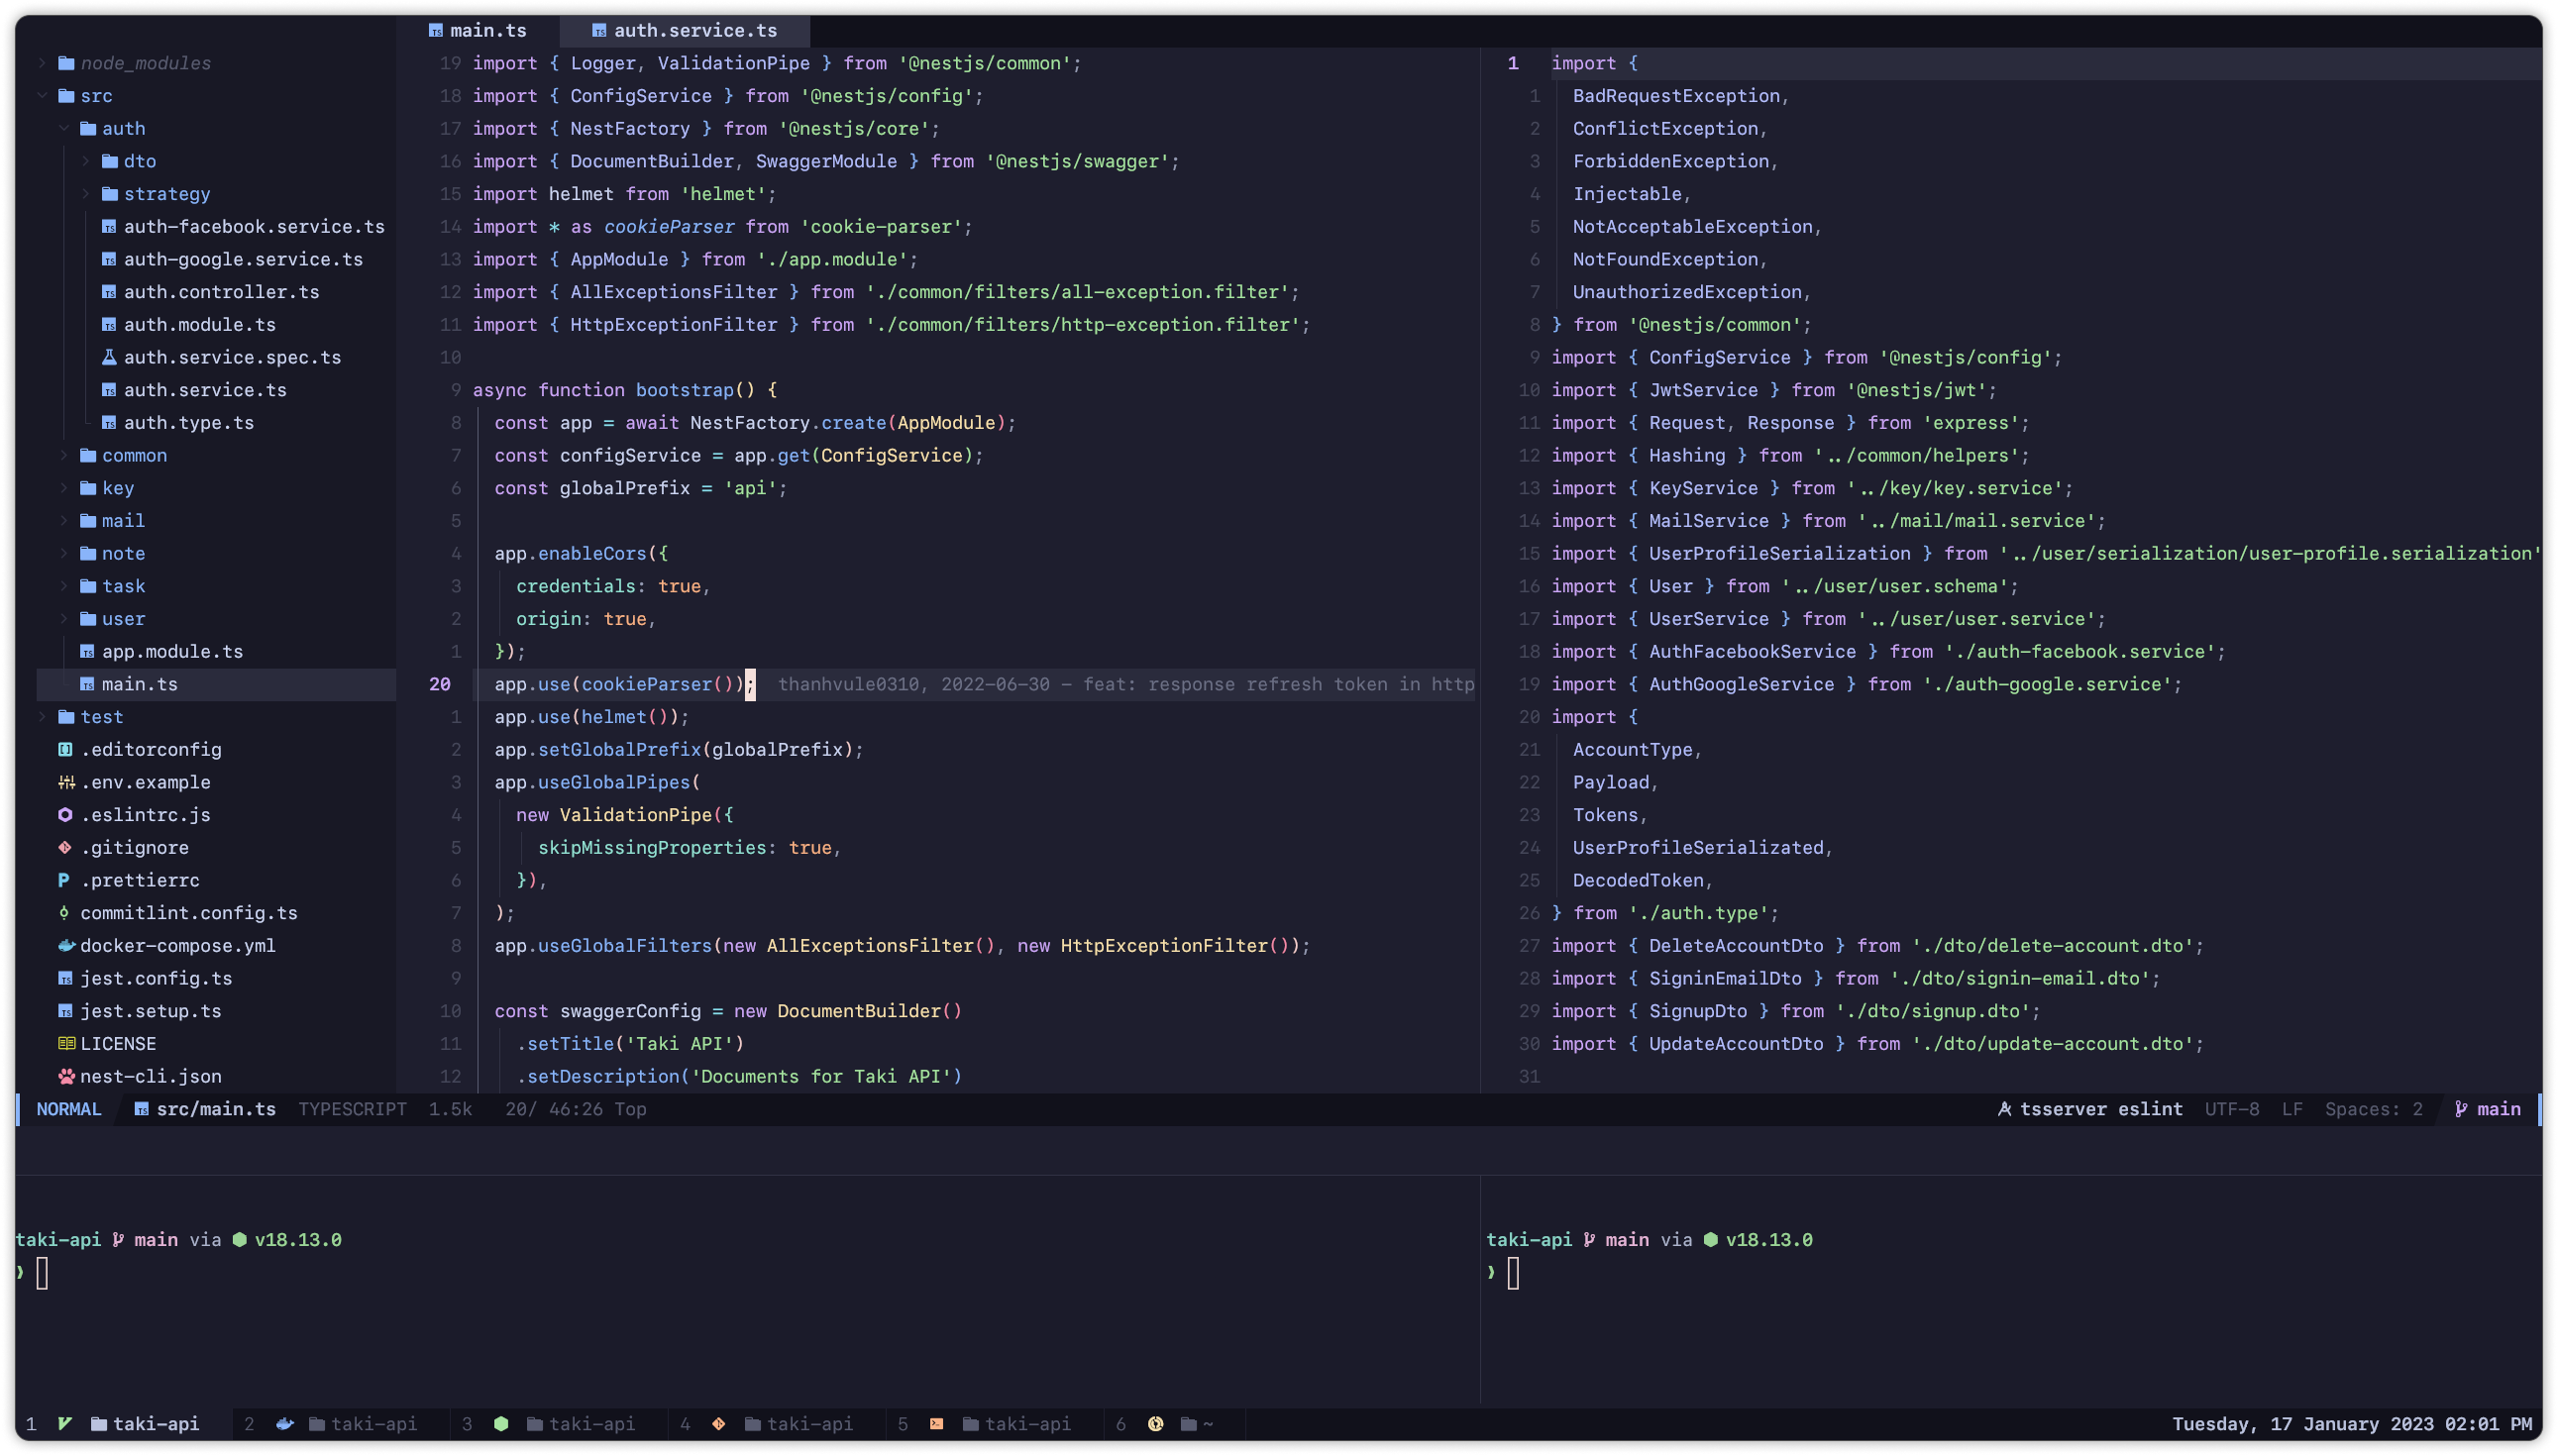 main.ts
auth.service.ts
node_modules
src
auth
dto
strategy
auth-facebook.service.ts
auth-google.service.ts
auth.controller.ts
auth.module.ts
auth.service.spec.ts
auth.service.ts
auth.type.ts
common
key
mail
note
task
user
app.module.ts
main.ts
test
.editorconfig
.env.example
.eslintrc.js
.gitignore
.prettierrc
commitlint.config.ts
docker-compose.yml
jest.config.ts
jest.setup.ts
LICENSE
nest-cli.json
19 import { Logger, ValidationPipe } from '@nestjs/common';
18 import { ConfigService } from '@nestjs/config';
17 import { NestFactory } from '@nestjs/core';
16 import { DocumentBuilder, SwaggerModule } from '@nestjs/swagger';
15 import helmet from 'helmet';
14 import * as cookieParser from 'cookie-parser';
13 import { AppModule } from './app.module';
12 import { AllExceptionsFilter } from './common/filters/all-exception.filter';
11 import { HttpExceptionFilter } from './common/filters/http-exception.filter';
10
9 async function bootstrap() {
8 const app = await NestFactory.create(AppModule);
7 const configService = app.get(ConfigService);
6 const globalPrefix = 'api';
5
4 app.enableCors({
3 credentials: true,
2 origin: true,
1 });
20 app.use(cookieParser()); thanhvule0310, 2022-06-30 - feat: response refresh token in http
1 app.use(helmet());
2 app.setGlobalPrefix(globalPrefix);
3 app.useGlobalPipes(
4 new ValidationPipe({
5 skipMissingProperties: true,
6 }),
7 );
8 app.useGlobalFilters(new AllExceptionsFilter(), new HttpExceptionFilter());
9
10 const swaggerConfig = new DocumentBuilder()
11 .setTitle('Taki API')
12 .setDescription('Documents for Taki API')
1 import {
1 BadRequestException,
2 ConflictException,
3 ForbiddenException,
4 Injectable,
5 NotAcceptableException,
6 NotFoundException,
7 UnauthorizedException,
8 } from '@nestjs/common';
9 import { ConfigService } from '@nestjs/config';
10 import { JwtService } from '@nestjs/jwt';
11 import { Request, Response } from 'express';
12 import { Hashing } from '../common/helpers';
13 import { KeyService } from '../key/key.service';
14 import { MailService } from '../mail/mail.service';
15 import { UserProfileSerialization } from '../user/serialization/user-profile.serialization'
16 import { User } from '../user/user.schema';
17 import { UserService } from '../user/user.service';
18 import { AuthFacebookService } from './auth-facebook.service';
19 import { AuthGoogleService } from './auth-google.service';
20 import {
21 AccountType,
22 Payload,
23 Tokens,
24 UserProfileSerializated,
25 DecodedToken,
26 } from './auth.type';
27 import { DeleteAccountDto } from './dto/delete-account.dto';
28 import { SigninEmailDto } from './dto/signin-email.dto';
29 import { SignupDto } from './dto/signup.dto';
30 import { UpdateAccountDto } from './dto/update-account.dto';
31
NORMAL src/main.ts TYPESCRIPT 1.5k 20/ 46:26 Top tsserver eslint UTF-8 LF Spaces: 2 main
taki-api main via v18.13.0
❯
taki-api main via v18.13.0
❯
1 taki-api 2 taki-api 3 taki-api 4 taki-api 5 taki-api 6 ~ Tuesday, 17 January 2023 02:01 PM